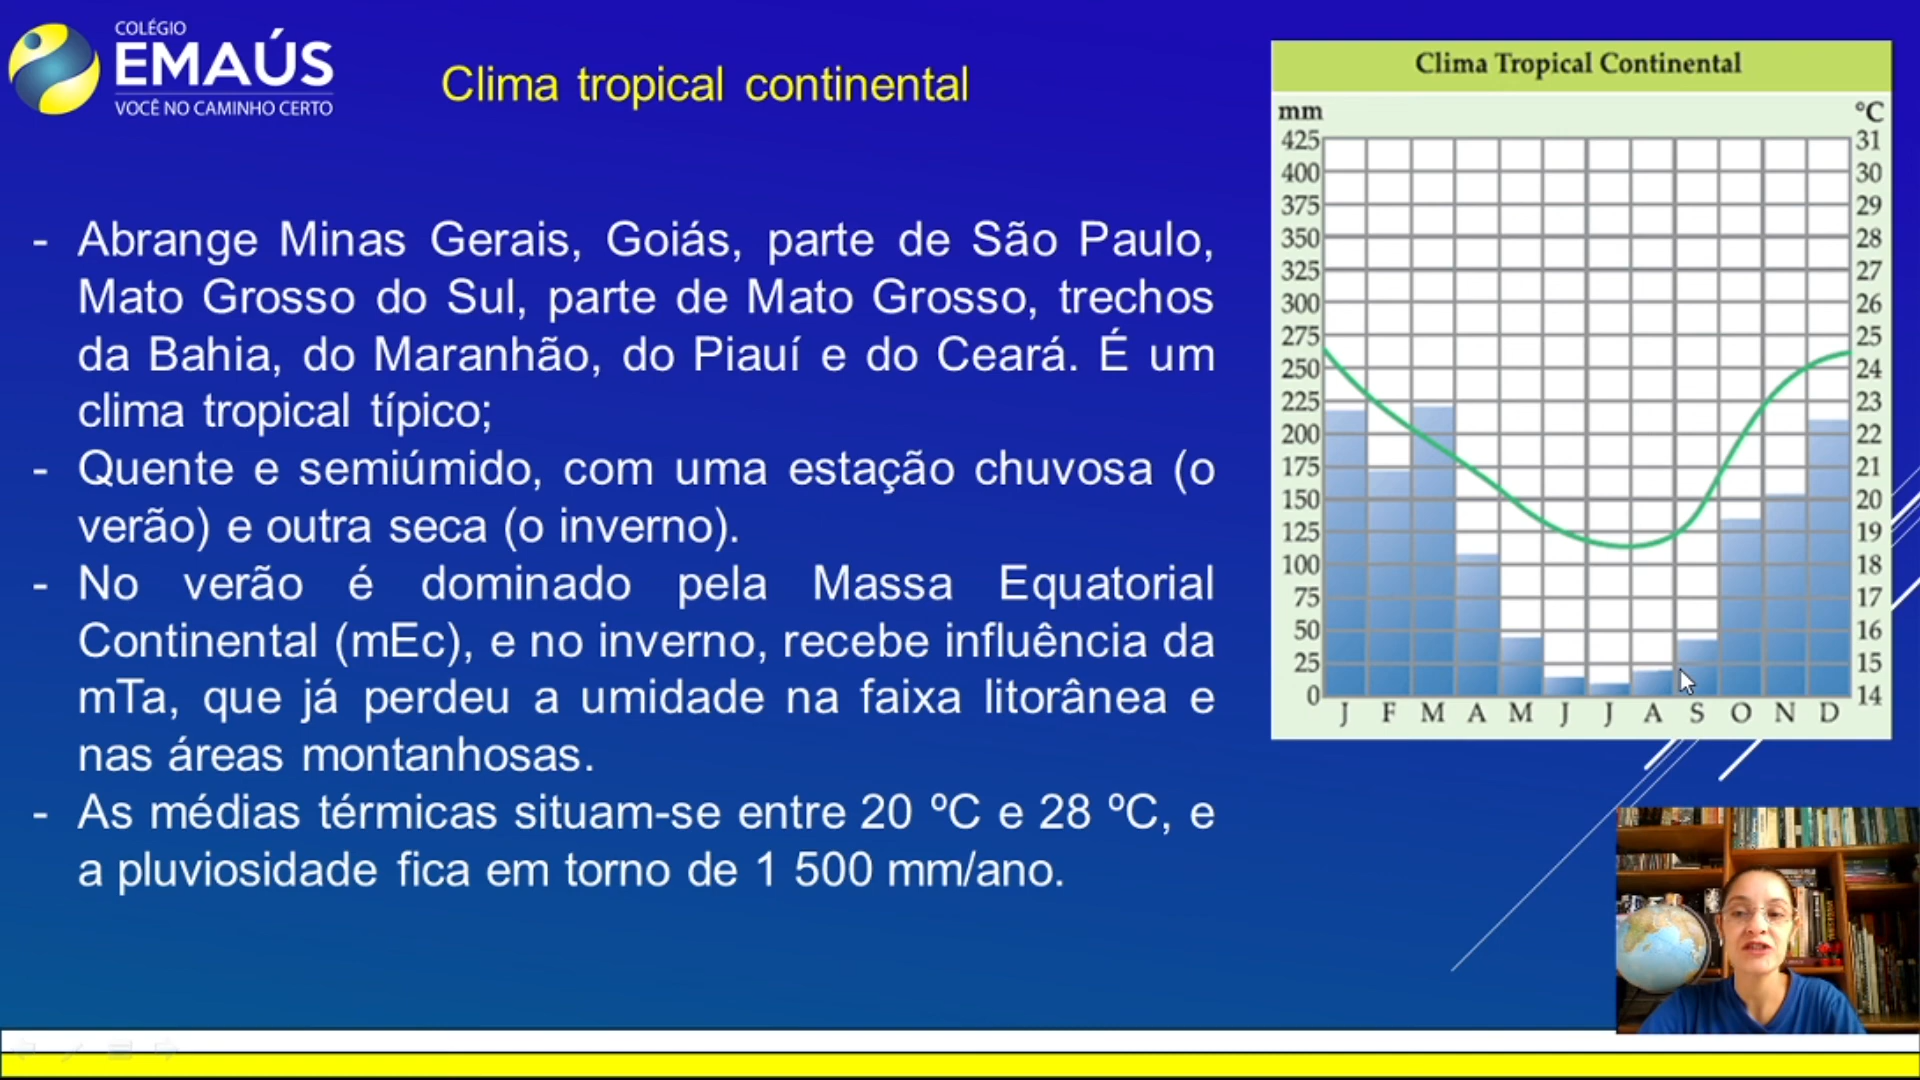 COLÉGIO
EMAÚS
VOCÊ NO CAMINHO CERTO
Clima tropical continental
- Abrange Minas Gerais, Goiás, parte de São Paulo,
Mato Grosso do Sul, parte de Mato Grosso, trechos
da Bahia, do Maranhão, do Piauí e do Ceará. É um
clima tropical típico;
- Quente e semiúmido, com uma estação chuvosa (o
verão) e outra seca (o inverno).
- No verão é dominado pela Massa Equatorial
Continental (mEc), e no inverno, recebe influência da
mTa, que já perdeu a umidade na faixa litorânea e
nas áreas montanhosas.
- As médias térmicas situam-se entre 20 ºC e 28 ºC, e
a pluviosidade fica em torno de 1 500 mm/ano.
Clima Tropical Continental
mm °C
425 31
400 30
375 29
350 28
325 27
300 26
275 25
250 24
225 23
200 22
175 21
150 20
125 19
100 18
75 17
50 16
25 15
0 14
J F M A M J J A S O N D